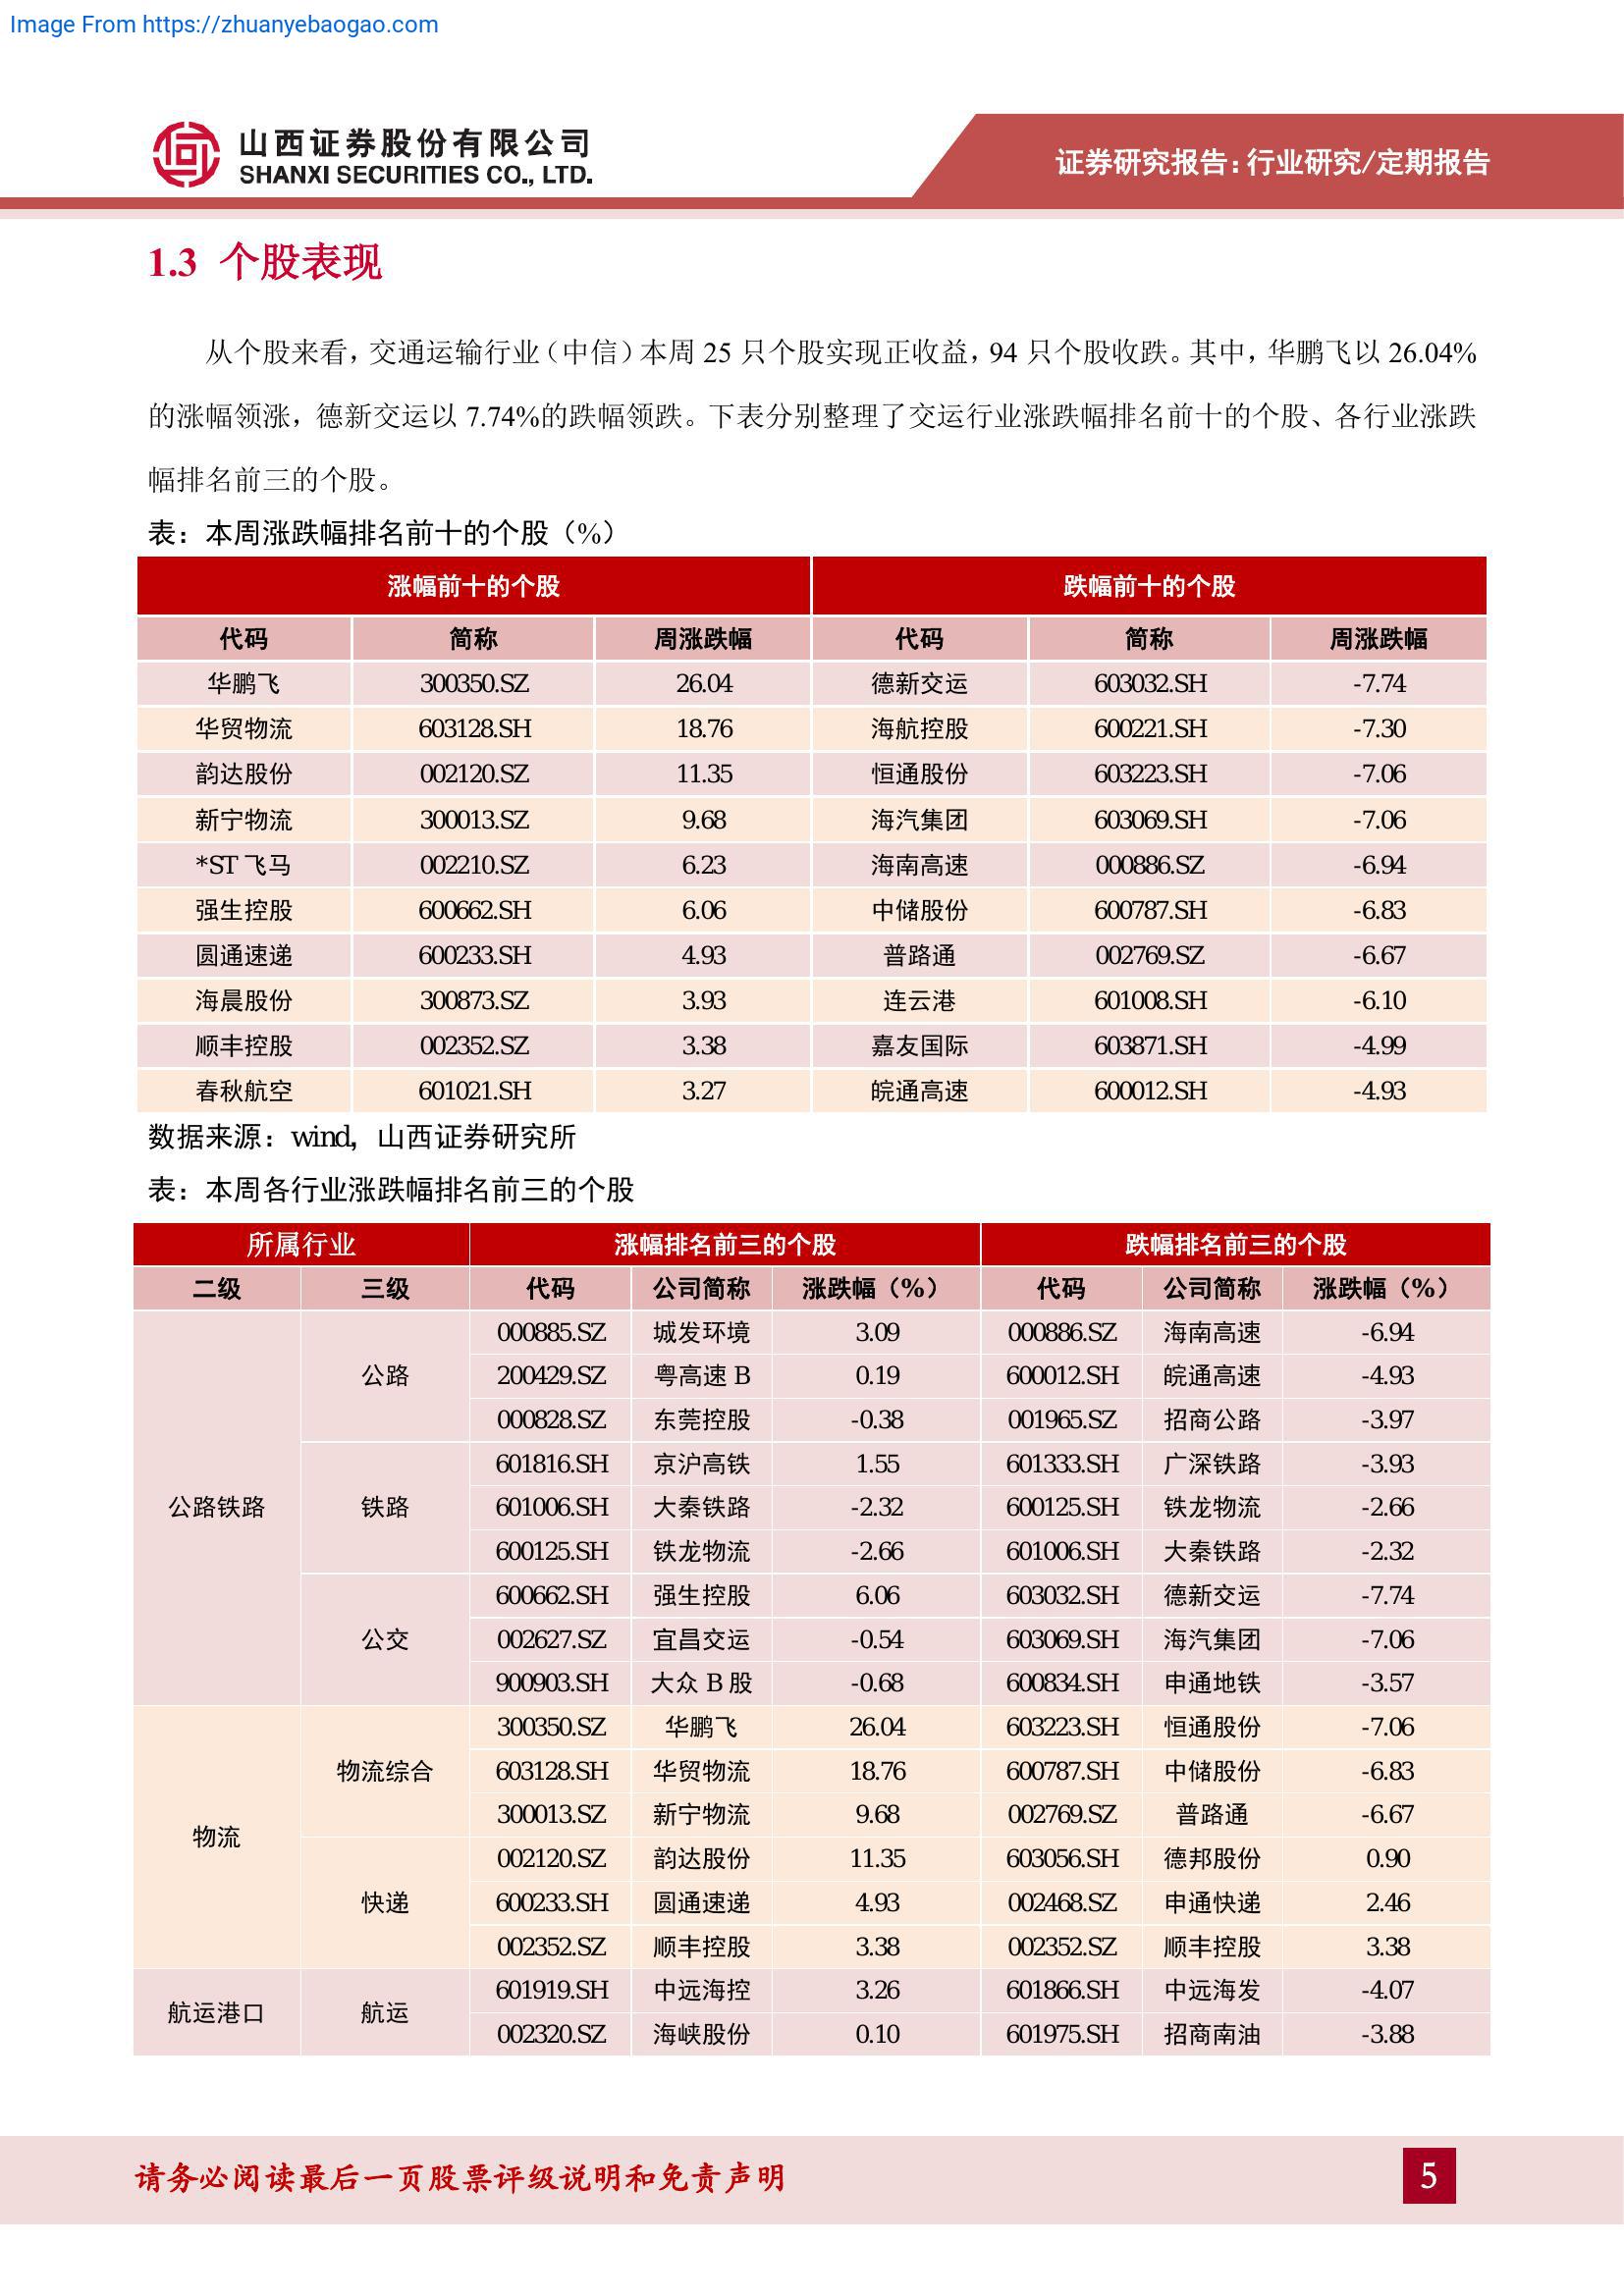 Image From https://zhuanyebaogao.com
山西证券股份有限公司
SHANXI SECURITIES CO., LTD.
证券研究报告：行业研究/定期报告
1.3 个股表现
从个股来看，交通运输行业（中信）本周 25 只个股实现正收益，94 只个股收跌。其中，华鹏飞以 26.04%
的涨幅领涨，德新交运以 7.74%的跌幅领跌。下表分别整理了交运行业涨跌幅排名前十的个股、各行业涨跌
幅排名前三的个股。
表：本周涨跌幅排名前十的个股（%）
涨幅前十的个股 跌幅前十的个股
代码 简称 周涨跌幅 代码 简称 周涨跌幅
华鹏飞 300350.SZ 26.04 德新交运 603032.SH -7.74
华贸物流 603128.SH 18.76 海航控股 600221.SH -7.30
韵达股份 002120.SZ 11.35 恒通股份 603223.SH -7.06
新宁物流 300013.SZ 9.68 海汽集团 603069.SH -7.06
*ST 飞马 002210.SZ 6.23 海南高速 000886.SZ -6.94
强生控股 600662.SH 6.06 中储股份 600787.SH -6.83
圆通速递 600233.SH 4.93 普路通 002769.SZ -6.67
海晨股份 300873.SZ 3.93 连云港 601008.SH -6.10
顺丰控股 002352.SZ 3.38 嘉友国际 603871.SH -4.99
春秋航空 601021.SH 3.27 皖通高速 600012.SH -4.93
数据来源：wind，山西证券研究所
表：本周各行业涨跌幅排名前三的个股
所属行业 涨幅排名前三的个股 跌幅排名前三的个股
二级 三级 代码 公司简称 涨跌幅（%） 代码 公司简称 涨跌幅（%）
000885.SZ 城发环境 3.09 000886.SZ 海南高速 -6.94
公路 200429.SZ 粤高速 B 0.19 600012.SH 皖通高速 -4.93
000828.SZ 东莞控股 -0.38 001965.SZ 招商公路 -3.97
601816.SH 京沪高铁 1.55 601333.SH 广深铁路 -3.93
公路铁路 铁路 601006.SH 大秦铁路 -2.32 600125.SH 铁龙物流 -2.66
600125.SH 铁龙物流 -2.66 601006.SH 大秦铁路 -2.32
600662.SH 强生控股 6.06 603032.SH 德新交运 -7.74
公交 002627.SZ 宜昌交运 -0.54 603069.SH 海汽集团 -7.06
900903.SH 大众 B 股 -0.68 600834.SH 申通地铁 -3.57
300350.SZ 华鹏飞 26.04 603223.SH 恒通股份 -7.06
物流综合 603128.SH 华贸物流 18.76 600787.SH 中储股份 -6.83
300013.SZ 新宁物流 9.68 002769.SZ 普路通 -6.67
物流
002120.SZ 韵达股份 11.35 603056.SH 德邦股份 0.90
快递 600233.SH 圆通速递 4.93 002468.SZ 申通快递 2.46
002352.SZ 顺丰控股 3.38 002352.SZ 顺丰控股 3.38
航运港口 航运 601919.SH 中远海控 3.26 601866.SH 中远海发 -4.07
002320.SZ 海峡股份 0.10 601975.SH 招商南油 -3.88
请务必阅读最后一页股票评级说明和免责声明
5